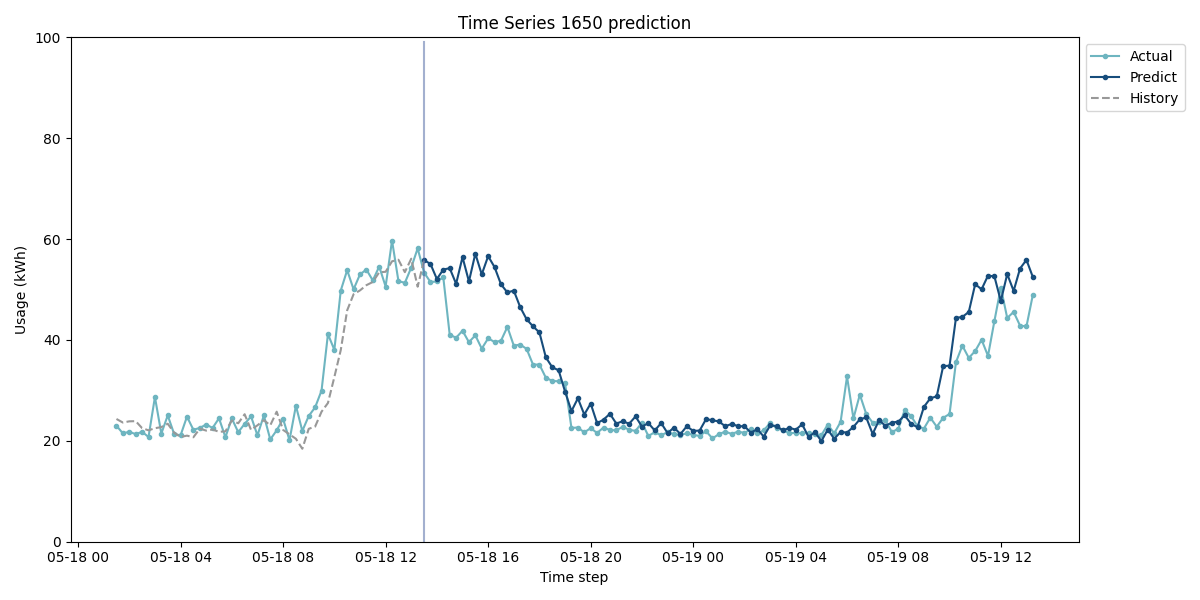 Time Series 1650 prediction
100
80
60
40
20
0
Usage (kWh)
05-18 00
05-18 04
05-18 08
05-18 12
05-18 16
05-18 20
05-19 00
05-19 04
05-19 08
05-19 12
Time step
Actual
Predict
History